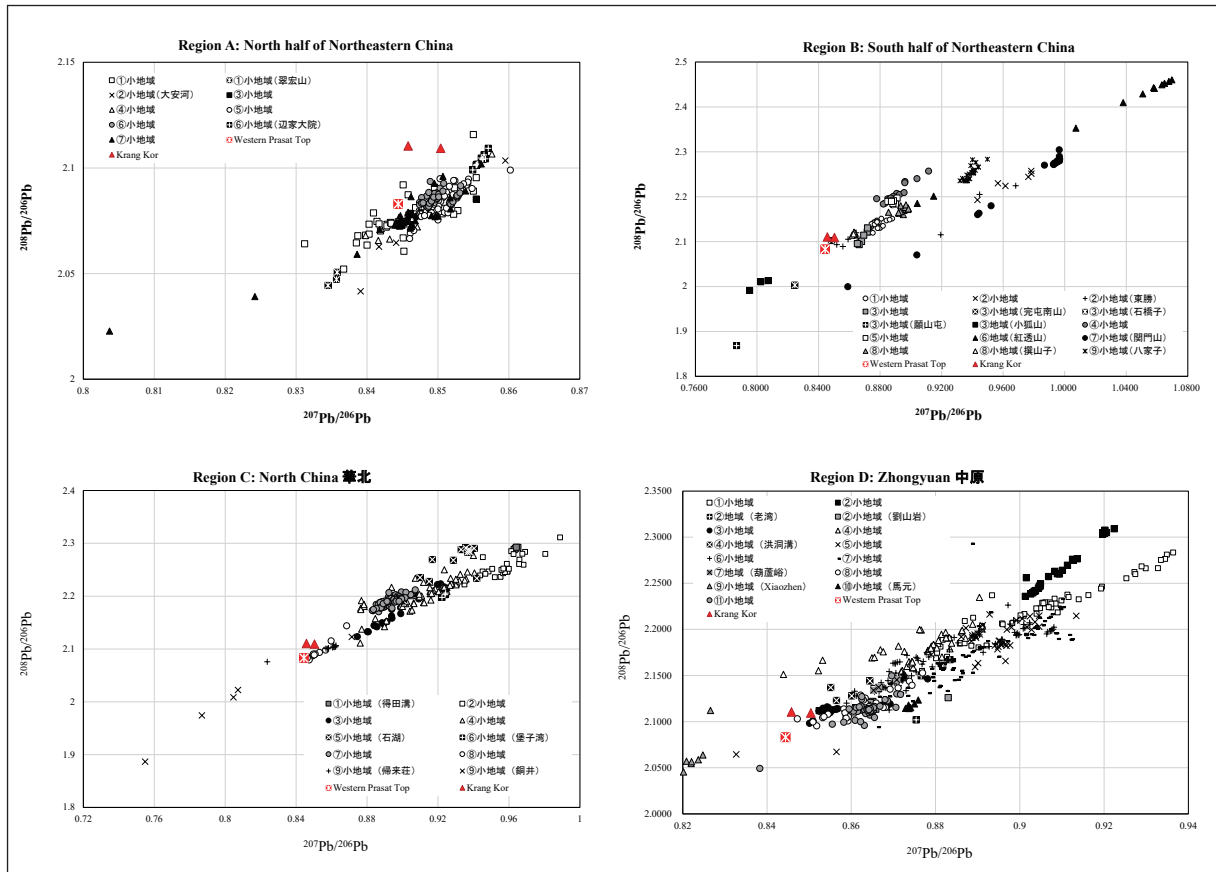 Region A: North half of Northeastern China
2.15
2.1
2.05
2
²⁰⁸Pb/²⁰⁶Pb
①小地域 ①小地域(翠宏山)
②小地域(大安河) ③小地域
④小地域 ⑤小地域
⑥小地域 ⑥小地域(辺家大院)
⑦小地域 Western Prasat Top
Krang Kor
0.8 0.81 0.82 0.83 0.84 0.85 0.86 0.87
²⁰⁷Pb/²⁰⁶Pb
Region B: South half of Northeastern China
2.5
2.4
2.3
2.2
2.1
2
1.9
1.8
²⁰⁸Pb/²⁰⁶Pb
①小地域 ②小地域 ②小地域(東勝)
③小地域 ③小地域(完屯南山) ③小地域(石橋子)
③小地域(願山屯) ③地域(小狐山) ④小地域
⑤小地域 ⑥地域(紅透山) ⑦小地域(関門山)
⑧小地域 ⑧小地域(撰山子) ⑨小地域(八家子)
Western Prasat Top Krang Kor
0.7600 0.8000 0.8400 0.8800 0.9200 0.9600 1.0000 1.0400 1.0800
²⁰⁷Pb/²⁰⁶Pb
Region C: North China 華北
2.4
2.3
2.2
2.1
2
1.9
1.8
²⁰⁸Pb/²⁰⁶Pb
①小地域(得田溝) ②小地域
③小地域 ④小地域
⑤小地域(石湖) ⑥小地域(堡子湾)
⑦小地域 ⑧小地域
⑨小地域(帰来荘) ⑨小地域(銅井)
Western Prasat Top Krang Kor
0.72 0.76 0.8 0.84 0.88 0.92 0.96 1
²⁰⁷Pb/²⁰⁶Pb
Region D: Zhongyuan 中原
2.3500
2.3000
2.2500
2.2000
2.1500
2.1000
2.0500
2.0000
²⁰⁸Pb/²⁰⁶Pb
①小地域 ②小地域
②地域(老湾) ②小地域(劉山岩)
③小地域 ④小地域
④小地域(洪洞溝) ⑤小地域
⑥小地域 ⑦小地域
⑦地域(葫蘆峪) ⑧小地域
⑨小地域(Xiaozhen) ⑩小地域(馬元)
⑪小地域 Western Prasat Top
Krang Kor
0.82 0.84 0.86 0.88 0.9 0.92 0.94
²⁰⁷Pb/²⁰⁶Pb